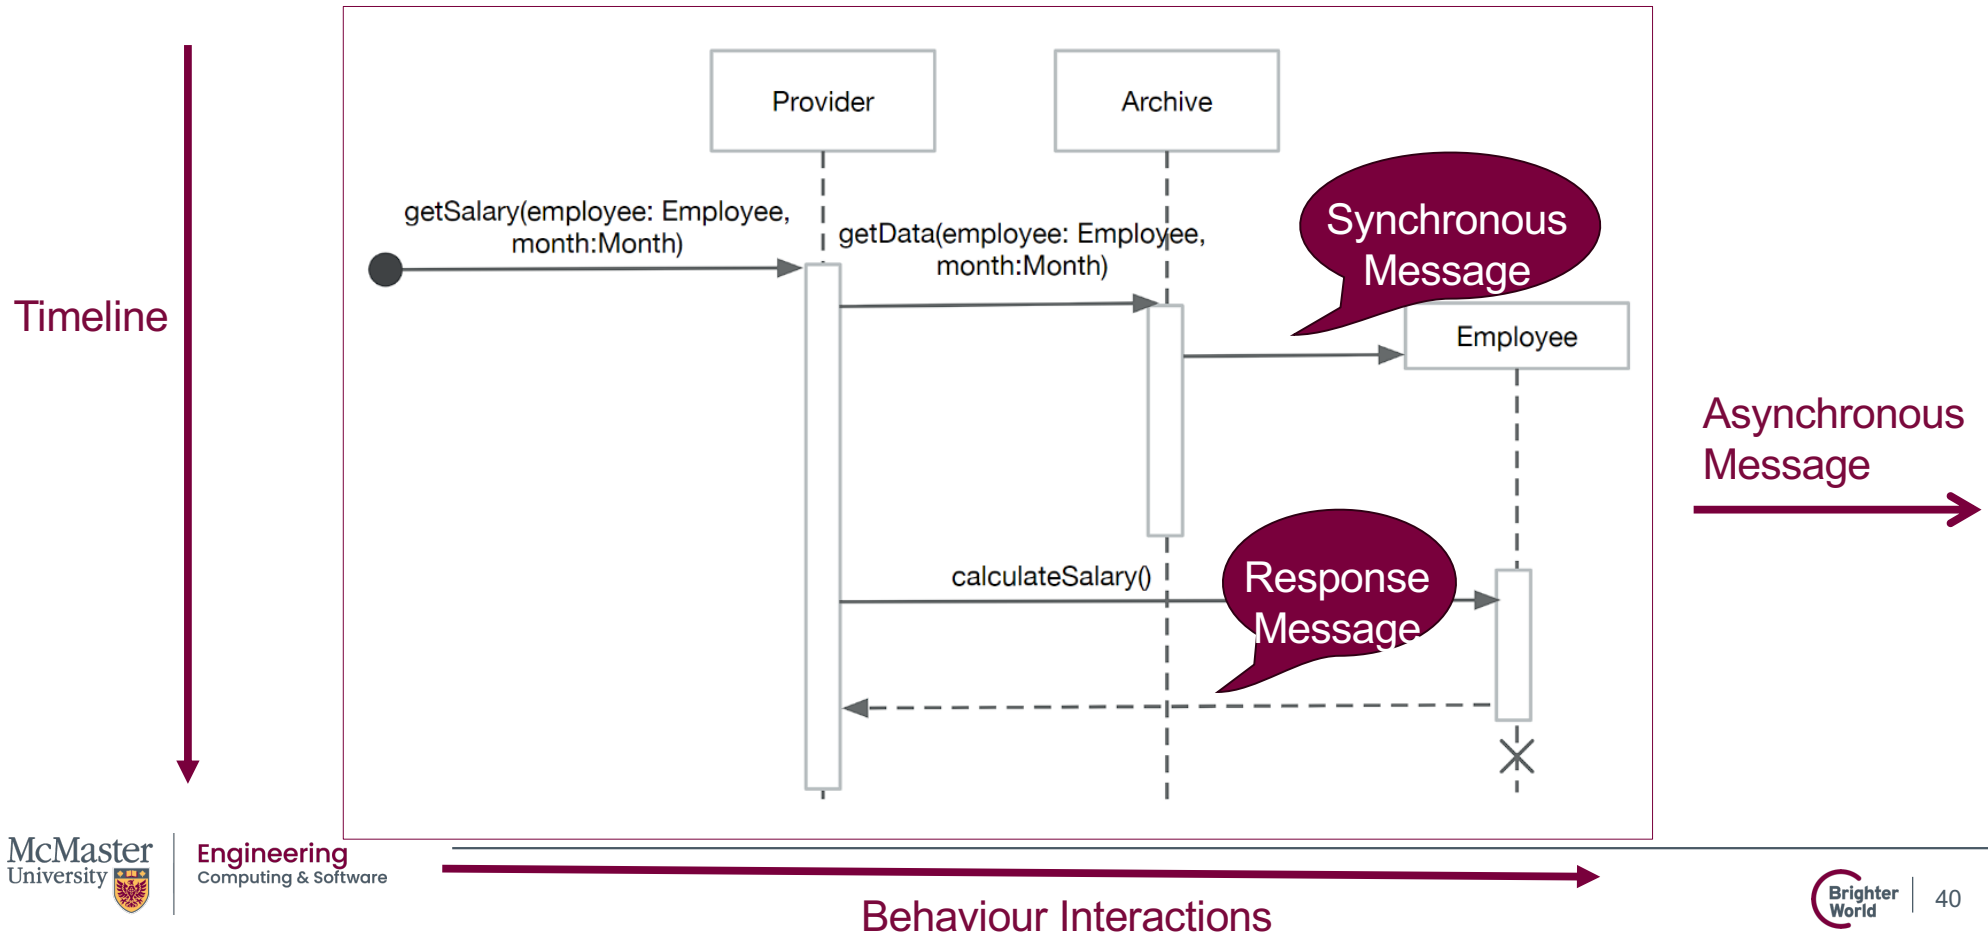 Provider
Archive
getSalary(employee: Employee,
month:Month)
getData(employee: Employee,
month:Month)
Synchronous
Message
Timeline
Employee
Asynchronous
Message
calculateSalary()
Response
Message
McMaster
University
Engineering
Computing & Software
Behaviour Interactions
Brighter
World
40